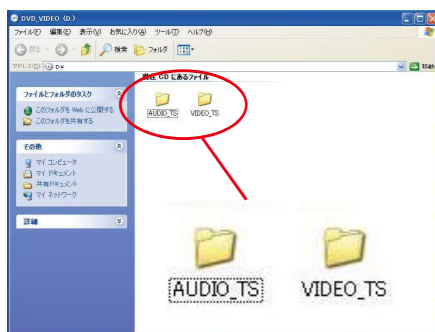 DVD_VIDEO (D:)
ファイル(F) 編集(E) 表示(V) お気に入り(A) ツール(T) ヘルプ(H)
戻る 検索 フォルダ
アドレス(D) D:¥ 移動
現在 CD にあるファイル
ファイルとフォルダのタスク
このフォルダを Web に公開する
このフォルダを共有する
AUDIO_TS VIDEO_TS
その他
マイ コンピュータ
マイ ドキュメント
共有ドキュメント
マイ ネットワーク
詳細
AUDIO_TS VIDEO_TS